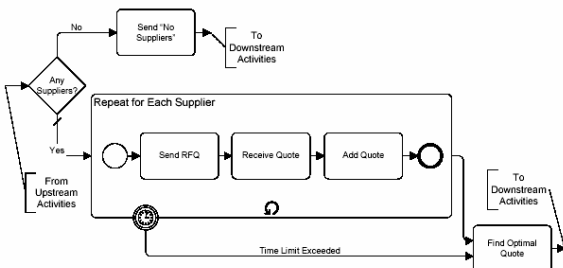 No
Send "No
Suppliers"
To
Downstream
Activities
Any
Suppliers?
Yes
From
Upstream
Activities
Repeat for Each Supplier
Send RFQ
Receive Quote
Add Quote
Time Limit Exceeded
To
Downstream
Activities
Find Optimal
Quote